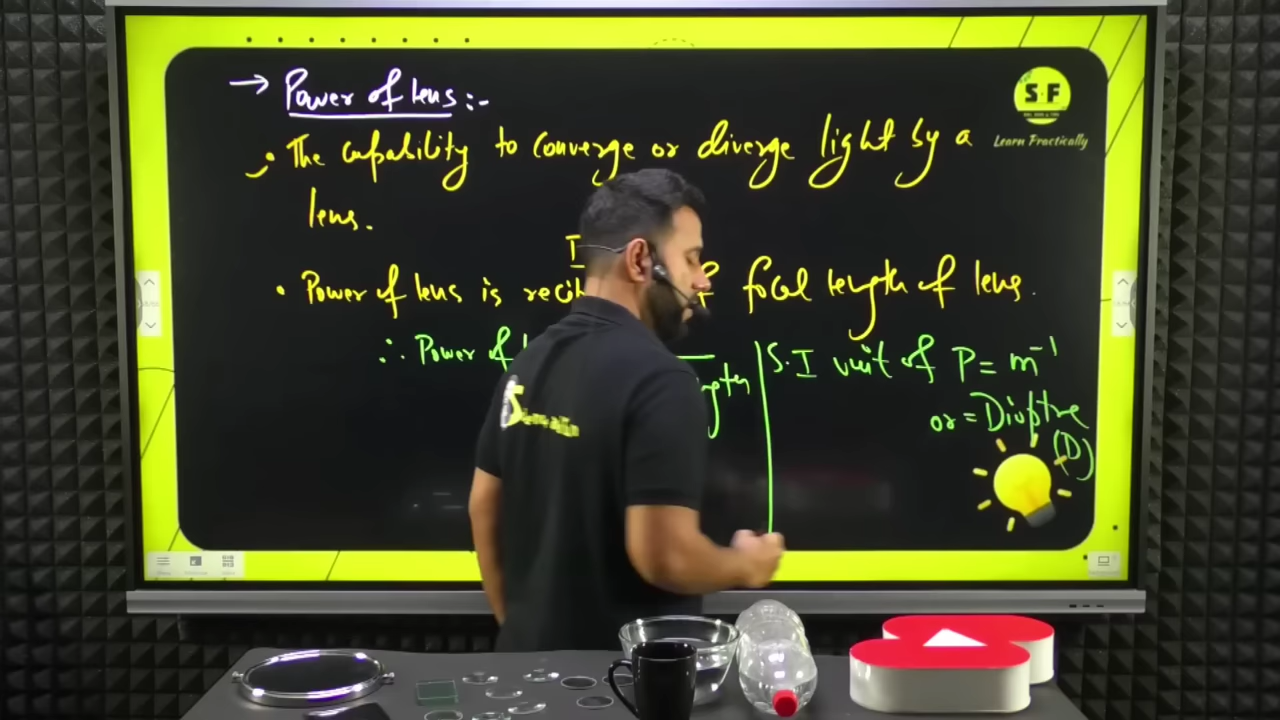 → Power of lens :-
S·F
Learn Practically
• The capability to converge or diverge light by a
lens.
• Power of lens is reci f focal length of lens.
∴ Power of
S.I unit of P = m⁻¹
or = Dioptre
(D)